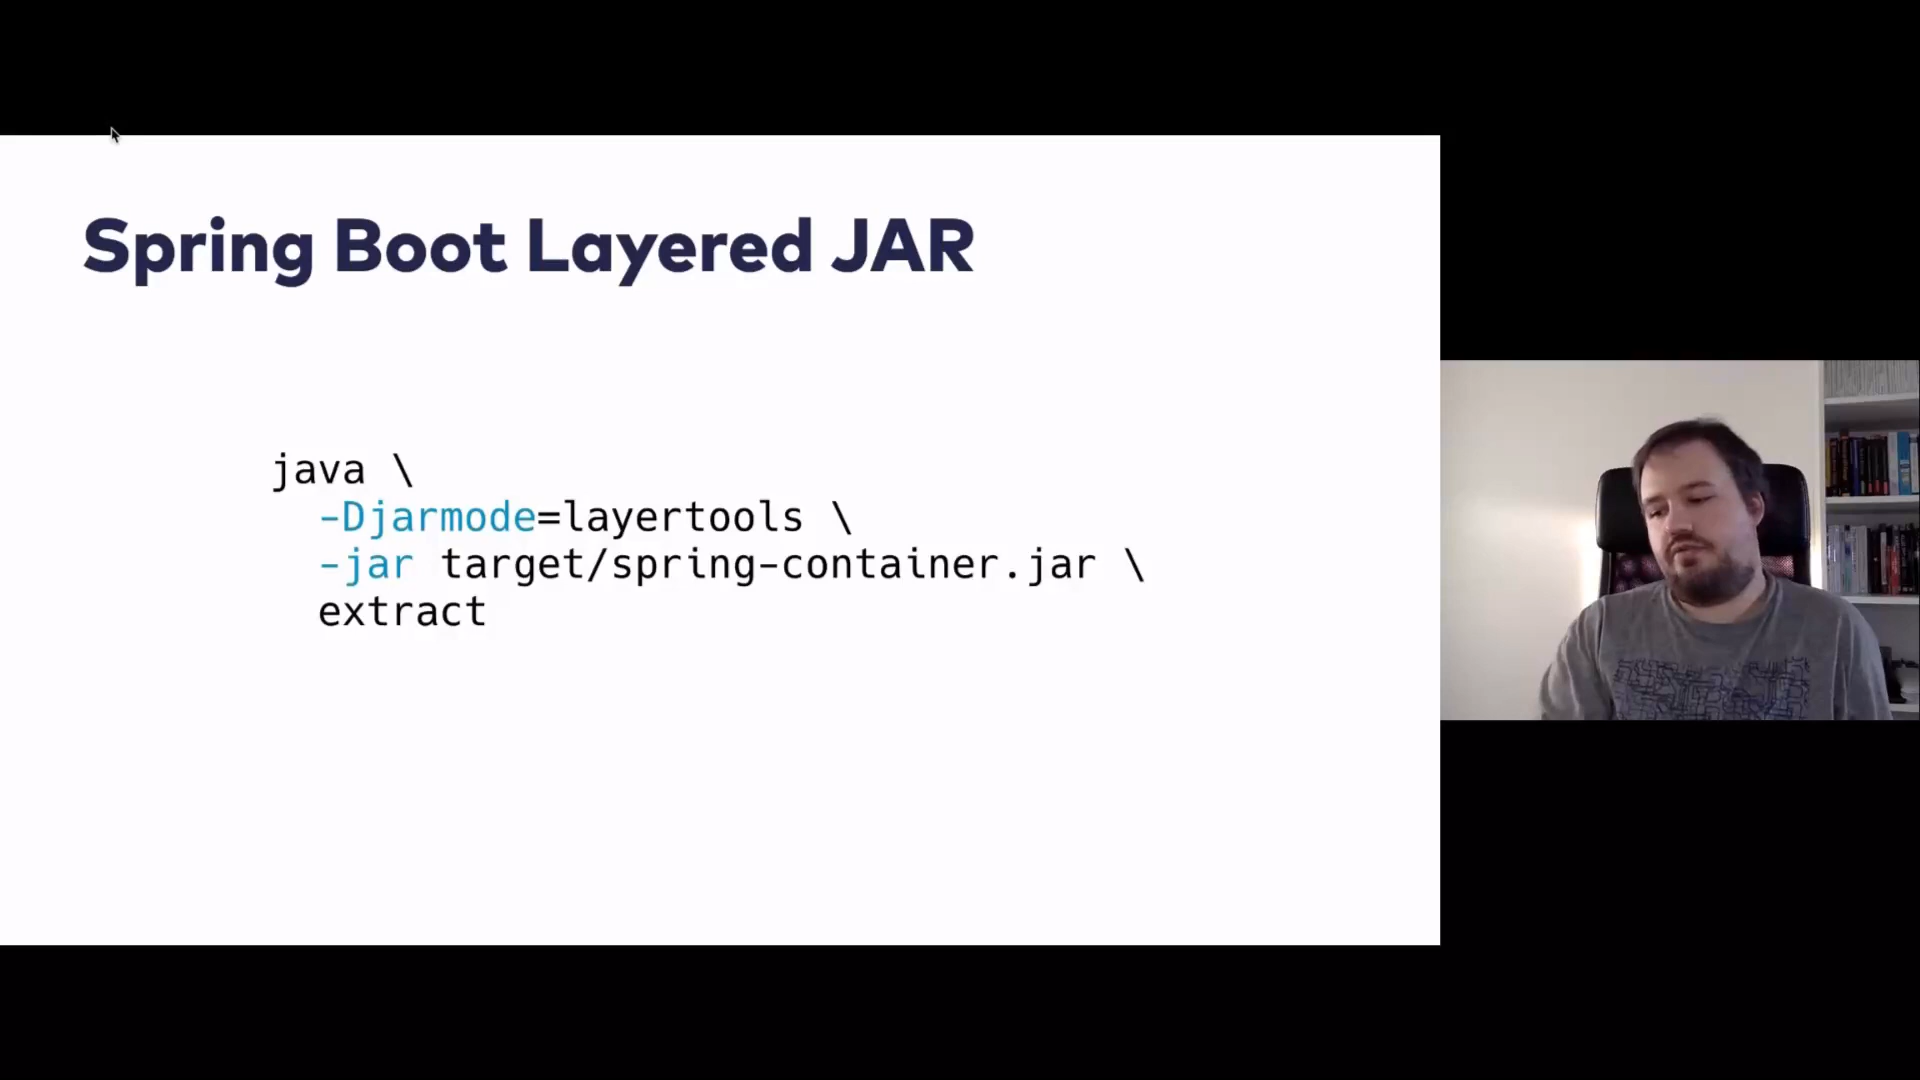 Spring Boot Layered JAR
java \
-Djarmode=layertools \
-jar target/spring-container.jar \
extract